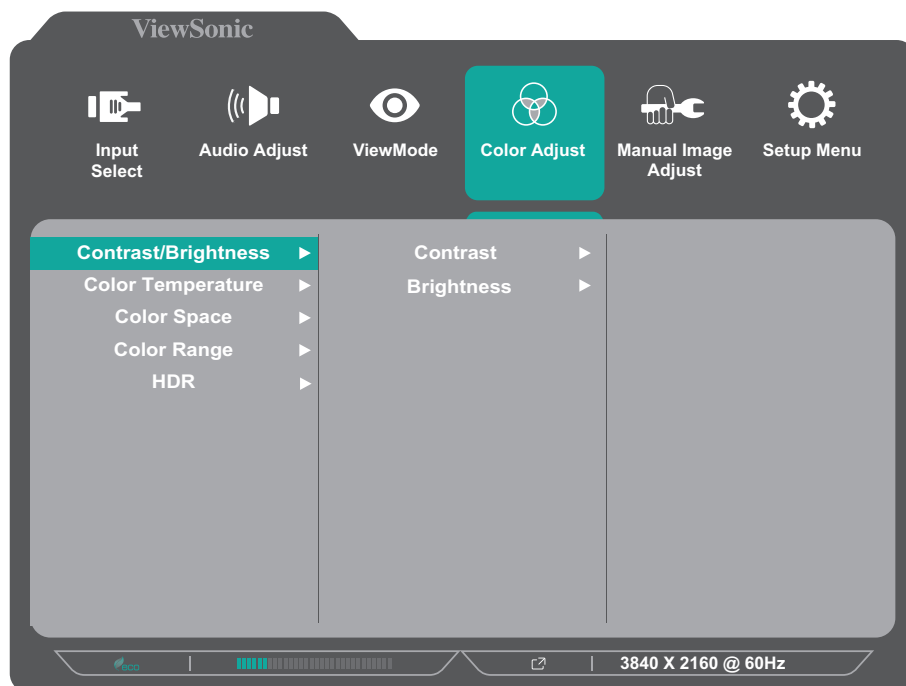 ViewSonic
Input Select
Audio Adjust
ViewMode
Color Adjust
Manual Image Adjust
Setup Menu
Contrast/Brightness
Contrast
Color Temperature
Brightness
Color Space
Color Range
HDR
eco
3840 X 2160 @ 60Hz